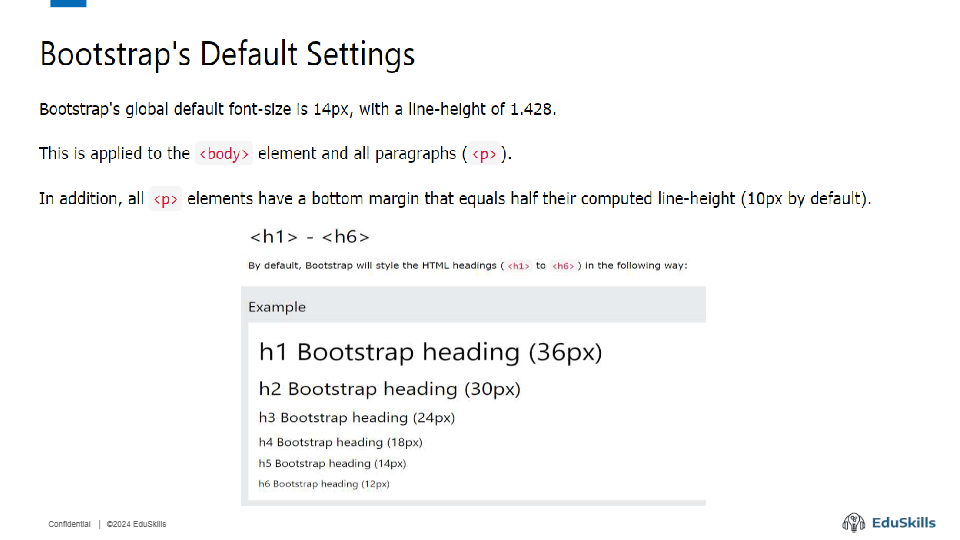 Bootstrap's Default Settings
Bootstrap's global default font-size is 14px, with a line-height of 1.428.
This is applied to the <body> element and all paragraphs ( <p> ).
In addition, all <p> elements have a bottom margin that equals half their computed line-height (10px by default).
<h1> - <h6>
By default, Bootstrap will style the HTML headings ( <h1> to <h6> ) in the following way:
Example
h1 Bootstrap heading (36px)
h2 Bootstrap heading (30px)
h3 Bootstrap heading (24px)
h4 Bootstrap heading (18px)
h5 Bootstrap heading (14px)
h6 Bootstrap heading (12px)
Confidential | ©2024 EduSkills
EduSkills